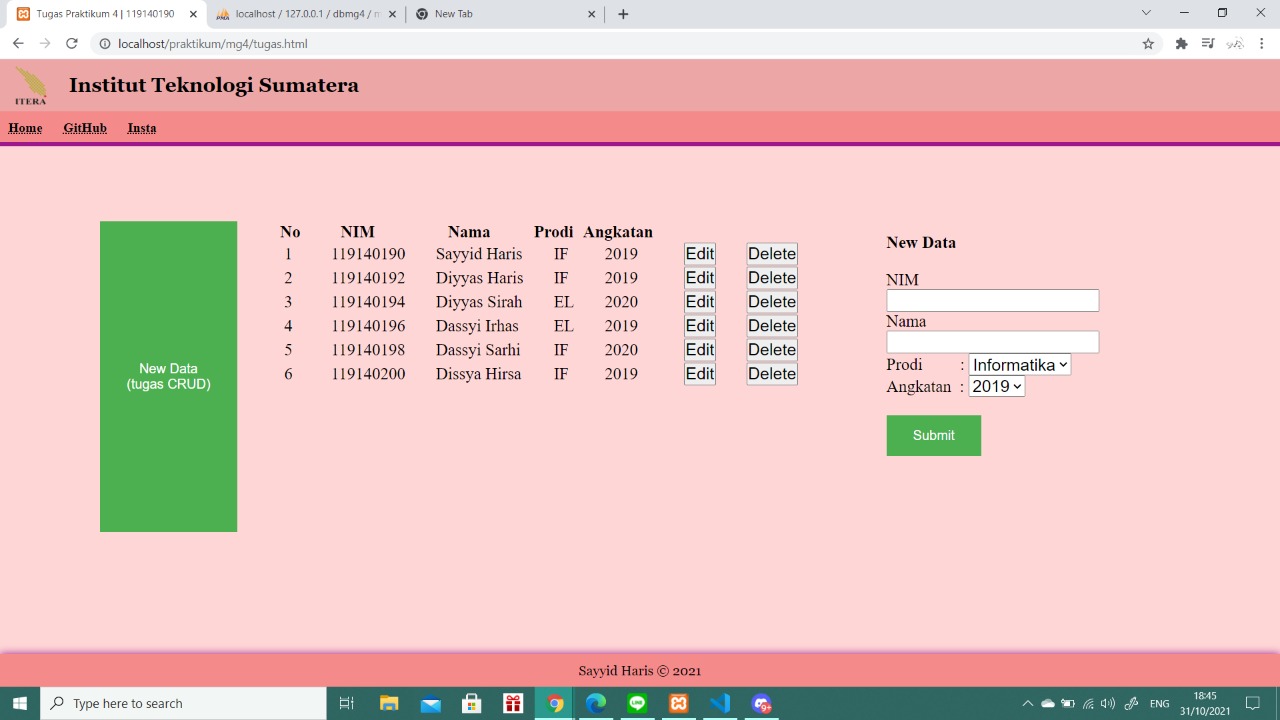 Tugas Praktikum 4 | 119140190
localhost / 127.0.0.1 / dbmg4 /
New Tab
localhost/praktikum/mg4/tugas.html
ITERA
Institut Teknologi Sumatera
Home GitHub Insta
New Data
(tugas CRUD)
No NIM Nama Prodi Angkatan
1 119140190 Sayyid Haris IF 2019 Edit Delete
2 119140192 Diyyas Haris IF 2019 Edit Delete
3 119140194 Diyyas Sirah EL 2020 Edit Delete
4 119140196 Dassyi Irhas EL 2019 Edit Delete
5 119140198 Dassyi Sarhi IF 2020 Edit Delete
6 119140200 Dissya Hirsa IF 2019 Edit Delete
New Data
NIM
Nama
Prodi : Informatika
Angkatan : 2019
Submit
Sayyid Haris © 2021
Type here to search
9+
ENG
18:45
31/10/2021